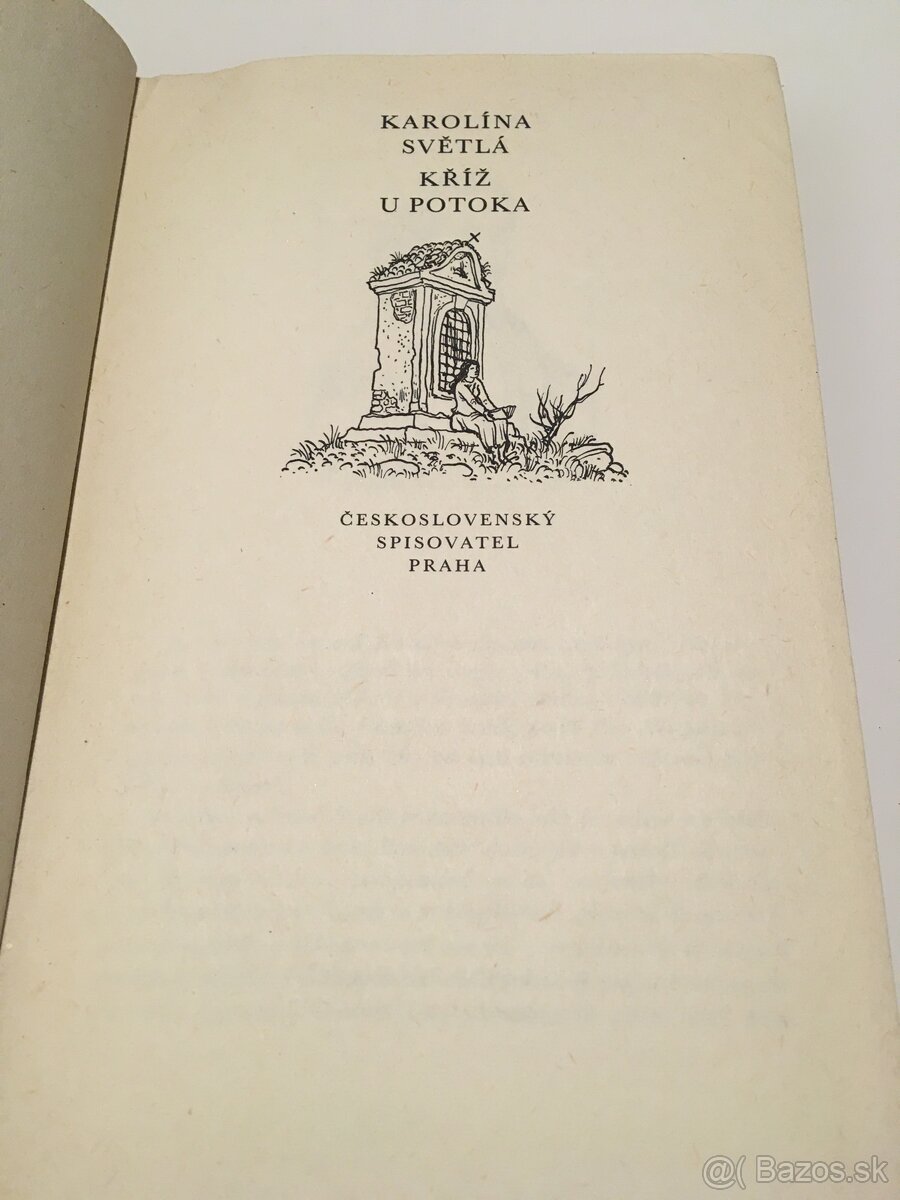 KAROLÍNA
SVĚTLÁ
KŘÍŽ
U POTOKA
ČESKOSLOVENSKÝ
SPISOVATEL
PRAHA
@( Bazos.sk